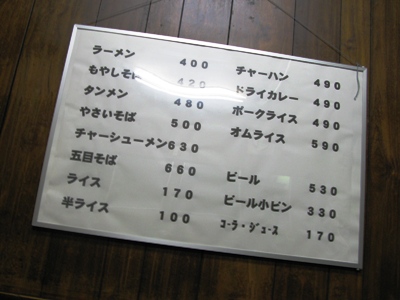 ラーメン 400
もやしそば 420
タンメン 480
やさいそば 500
チャーシューメン 630
五目そば 660
ライス 170
半ライス 100
チャーハン 490
ドライカレー 490
ポークライス 490
オムライス 590
ビール 530
ビール小ビン 330
コーラ・ジュース 170